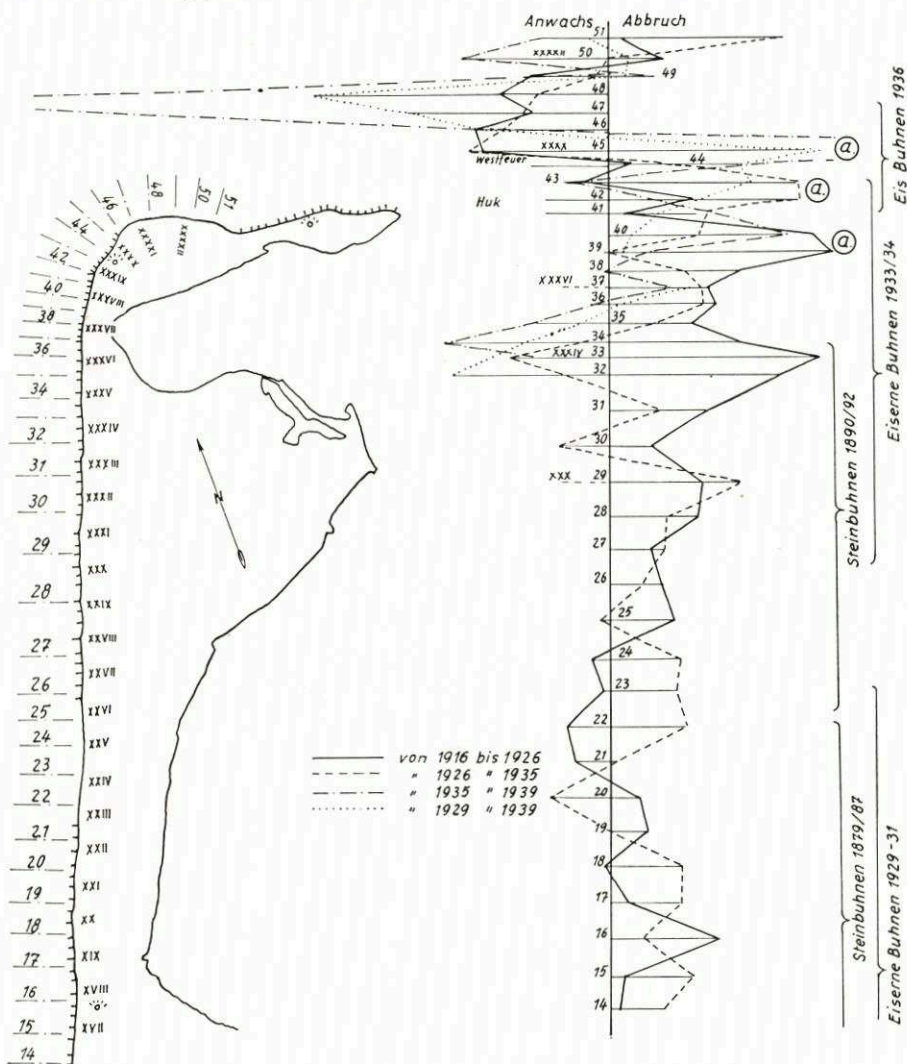 Anwachs Abbruch
51
XXXXII 50
49
48
47
46
XXXX 45
a
Westfeuer 44
43
a
Huk 42
41
40
a
39
38
XXXVI 37
36
35
34
XXXIV 33
32
31
30
XXX 29
28
27
26
25
24
23
22
21
20
19
18
17
16
15
14
Eis Buhnen 1936
Eiserne Buhnen 1933/34
Steinbuhnen 1890/92
Steinbuhnen 1879/87
Eiserne Buhnen 1929-31
51
50
48
46
44
42
40
38
36
34
32
31
30
29
28
27
26
25
24
23
22
21
20
19
18
17
16
15
14
XXXXII
XXXXI
XXXX
XXXIX
XXXVIII
XXXVII
XXXVI
XXXV
XXXIV
XXXIII
XXXII
XXXI
XXX
XXIX
XXVIII
XXVII
XXVI
XXV
XXIV
XXIII
XXII
XXI
XX
XIX
XVIII
XVII
N
von 1916 bis 1926
" 1926 " 1935
" 1935 " 1939
" 1929 " 1939